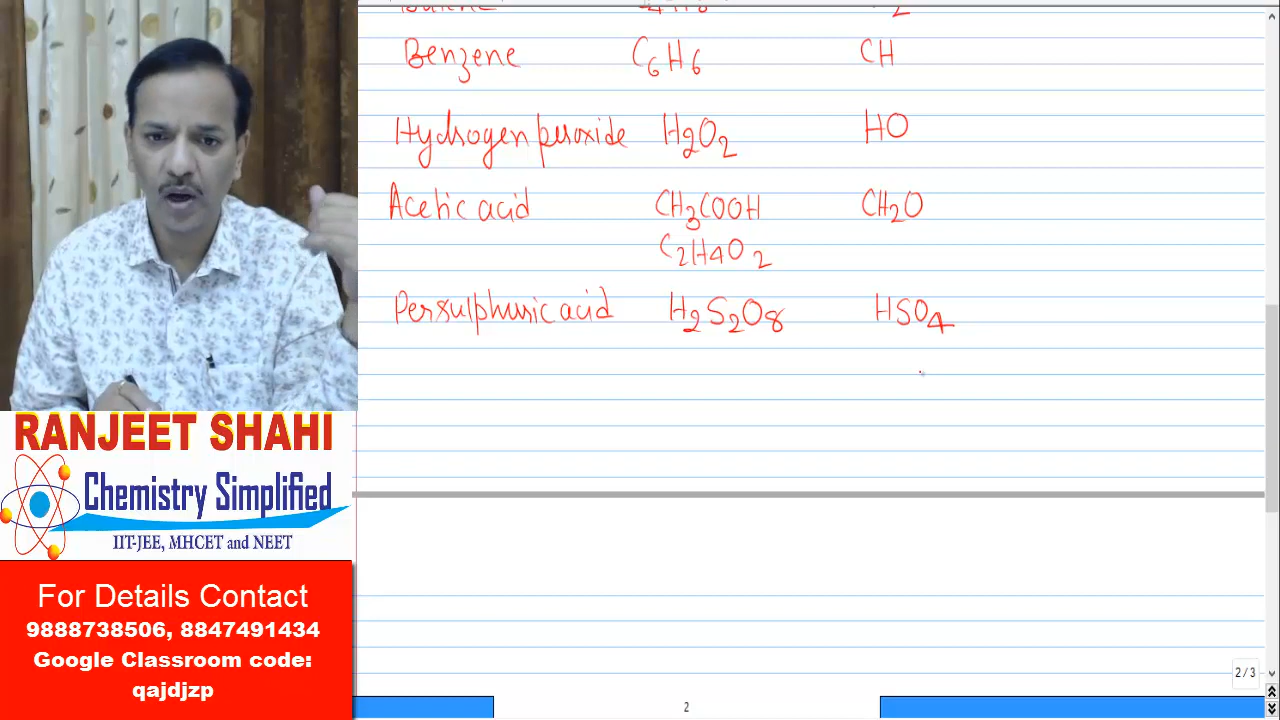 Benzene C6H6 CH
Hydrogen peroxide H2O2 HO
Acetic acid CH3COOH CH2O
C2H4O2
Persulphuric acid H2S2O8 HSO4
RANJEET SHAHI
Chemistry Simplified
IIT-JEE, MHCET and NEET
For Details Contact
9888738506, 8847491434
Google Classroom code:
qajdjzp
2/3
2